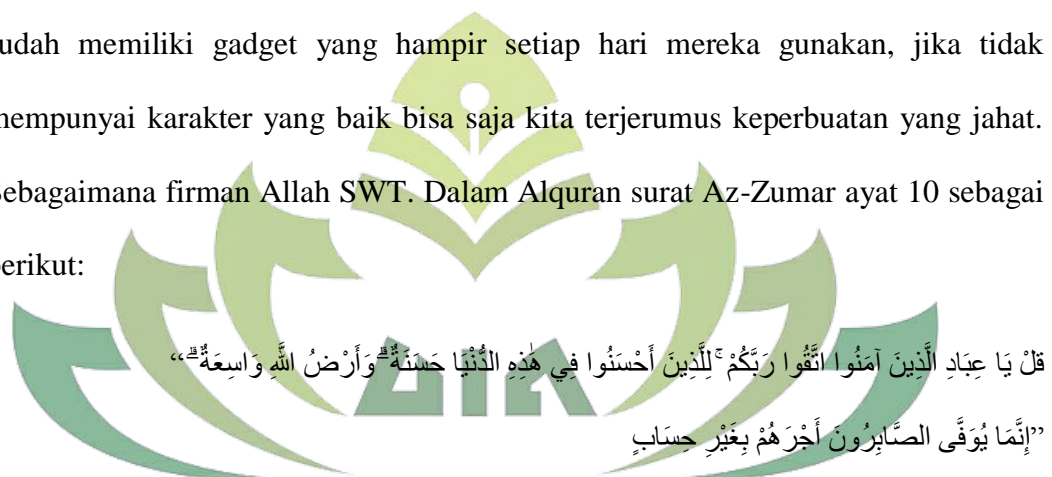 udah memiliki gadget yang hampir setiap hari mereka gunakan, jika tidak
mempunyai karakter yang baik bisa saja kita terjerumus keperbuatan yang jahat.
Sebagaimana firman Allah SWT. Dalam Alquran surat Az-Zumar ayat 10 sebagai
berikut:
قلْ يَا عِبَادِ الَّذِينَ آمَنُوا اتَّقُوا رَبَّكُمْ ۚ لِلَّذِينَ أَحْسَنُوا فِي هَٰذِهِ الدُّنْيَا حَسَنَةٌ ۗ وَأَرْضُ اللَّهِ وَاسِعَةٌ ۗ“
”إِنَّمَا يُوَفَّى الصَّابِرُونَ أَجْرَهُمْ بِغَيْرِ حِسَابٍ